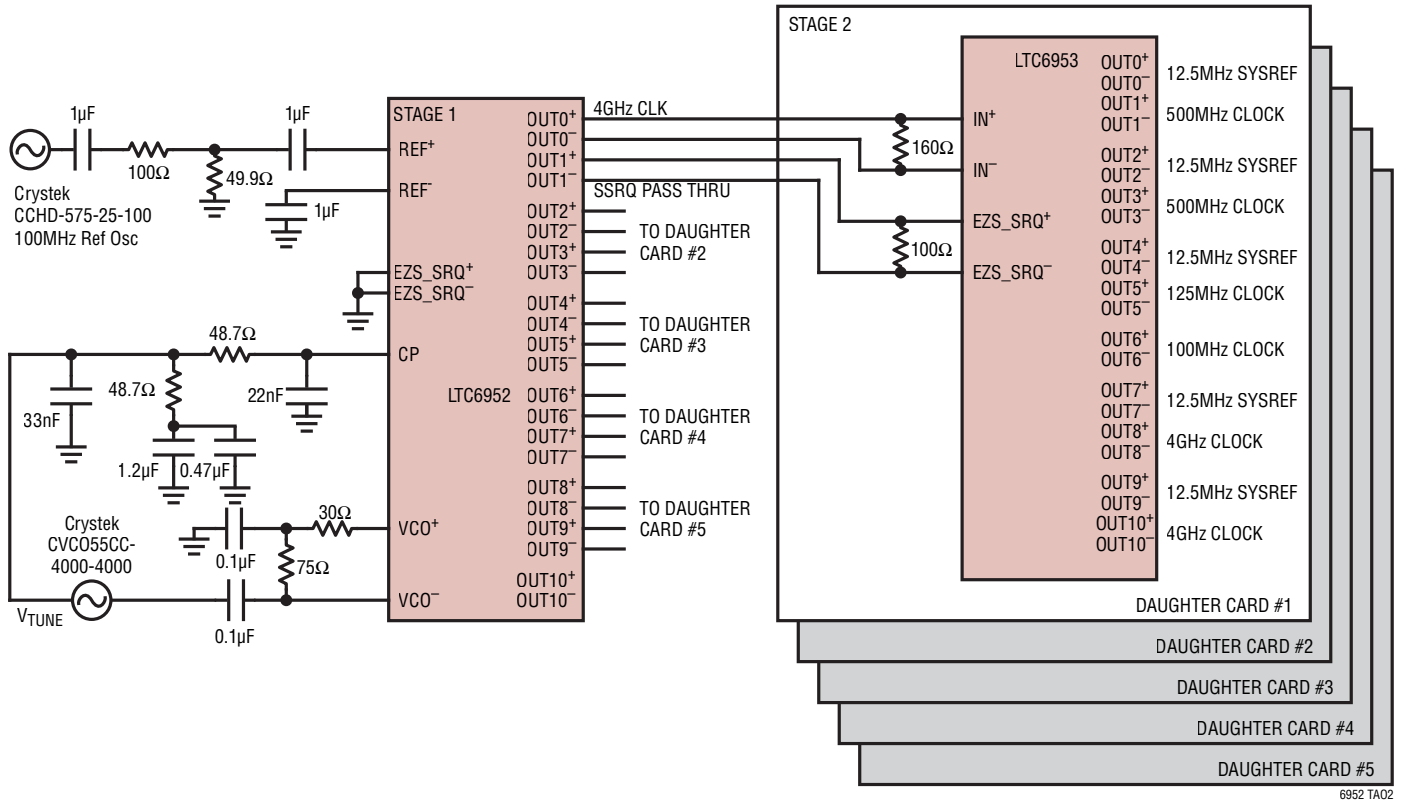 STAGE 2
1µF
1µF
100Ω
49.9Ω
Crystek
CCHD-575-25-100
100MHz Ref Osc
1µF
STAGE 1
LTC6952
REF+
REF-
EZS_SRQ+
EZS_SRQ–
CP
VCO+
VCO–
48.7Ω
48.7Ω
22nF
33nF
1.2µF
0.47µF
Crystek
CVCO55CC-
4000-4000
30Ω
0.1µF
75Ω
0.1µF
VTUNE
OUT0+
OUT0–
OUT1+
OUT1–
OUT2+
OUT2–
OUT3+
OUT3–
OUT4+
OUT4–
OUT5+
OUT5–
OUT6+
OUT6–
OUT7+
OUT7–
OUT8+
OUT8–
OUT9+
OUT9–
OUT10+
OUT10–
4GHz CLK
SSRQ PASS THRU
TO DAUGHTER
CARD #2
TO DAUGHTER
CARD #3
TO DAUGHTER
CARD #4
TO DAUGHTER
CARD #5
160Ω
100Ω
LTC6953
IN+
IN–
EZS_SRQ+
EZS_SRQ–
OUT0+
OUT0–
OUT1+
OUT1–
OUT2+
OUT2–
OUT3+
OUT3–
OUT4+
OUT4–
OUT5+
OUT5–
OUT6+
OUT6–
OUT7+
OUT7–
OUT8+
OUT8–
OUT9+
OUT9–
OUT10+
OUT10–
12.5MHz SYSREF
500MHz CLOCK
12.5MHz SYSREF
500MHz CLOCK
12.5MHz SYSREF
125MHz CLOCK
100MHz CLOCK
12.5MHz SYSREF
4GHz CLOCK
12.5MHz SYSREF
4GHz CLOCK
DAUGHTER CARD #1
DAUGHTER CARD #2
DAUGHTER CARD #3
DAUGHTER CARD #4
DAUGHTER CARD #5
6952 TA02